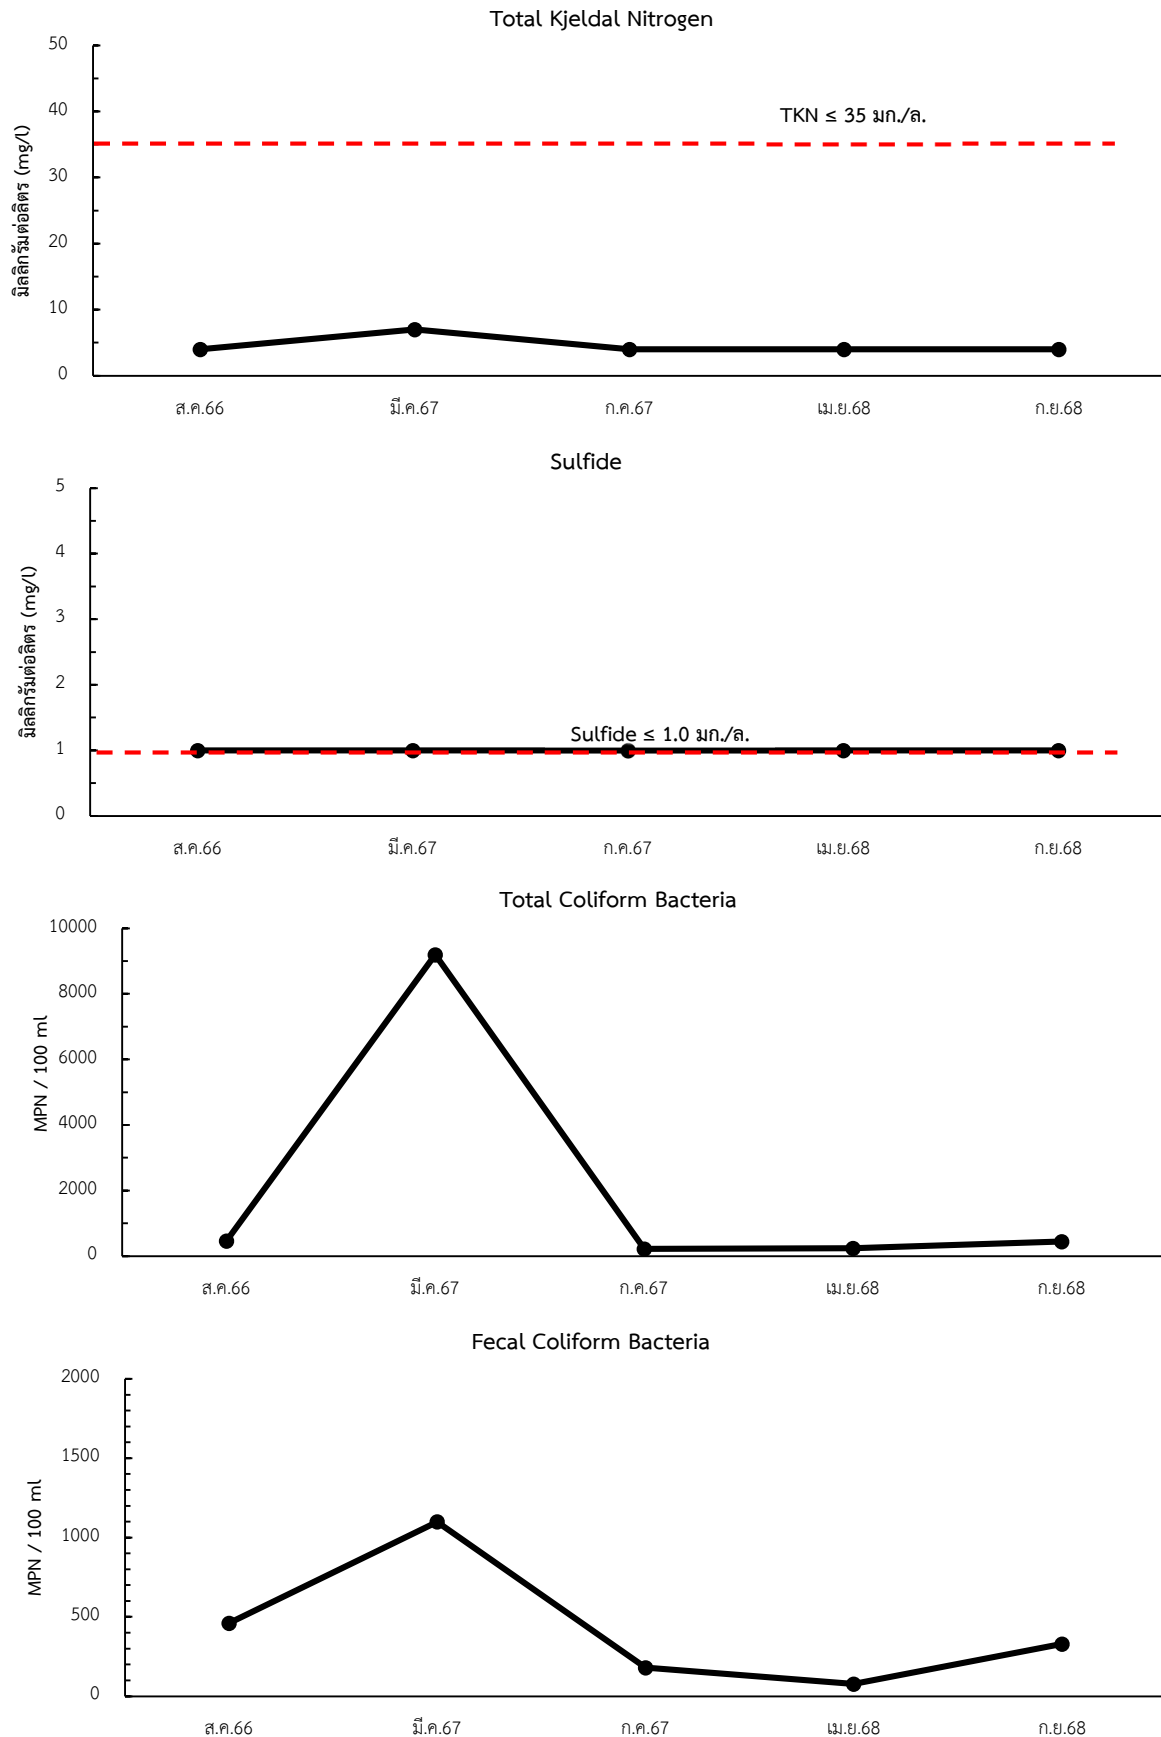 Total Kjeldal Nitrogen
มิลลิกรัมต่อลิตร (mg/l)
50
40
30
20
10
0
TKN ≤ 35 มก./ล.
ส.ค.66 มี.ค.67 ก.ค.67 เม.ย.68 ก.ย.68
Sulfide
มิลลิกรัมต่อลิตร (mg/l)
5
4
3
2
1
0
Sulfide ≤ 1.0 มก./ล.
ส.ค.66 มี.ค.67 ก.ค.67 เม.ย.68 ก.ย.68
Total Coliform Bacteria
MPN / 100 ml
10000
8000
6000
4000
2000
0
ส.ค.66 มี.ค.67 ก.ค.67 เม.ย.68 ก.ย.68
Fecal Coliform Bacteria
MPN / 100 ml
2000
1500
1000
500
0
ส.ค.66 มี.ค.67 ก.ค.67 เม.ย.68 ก.ย.68